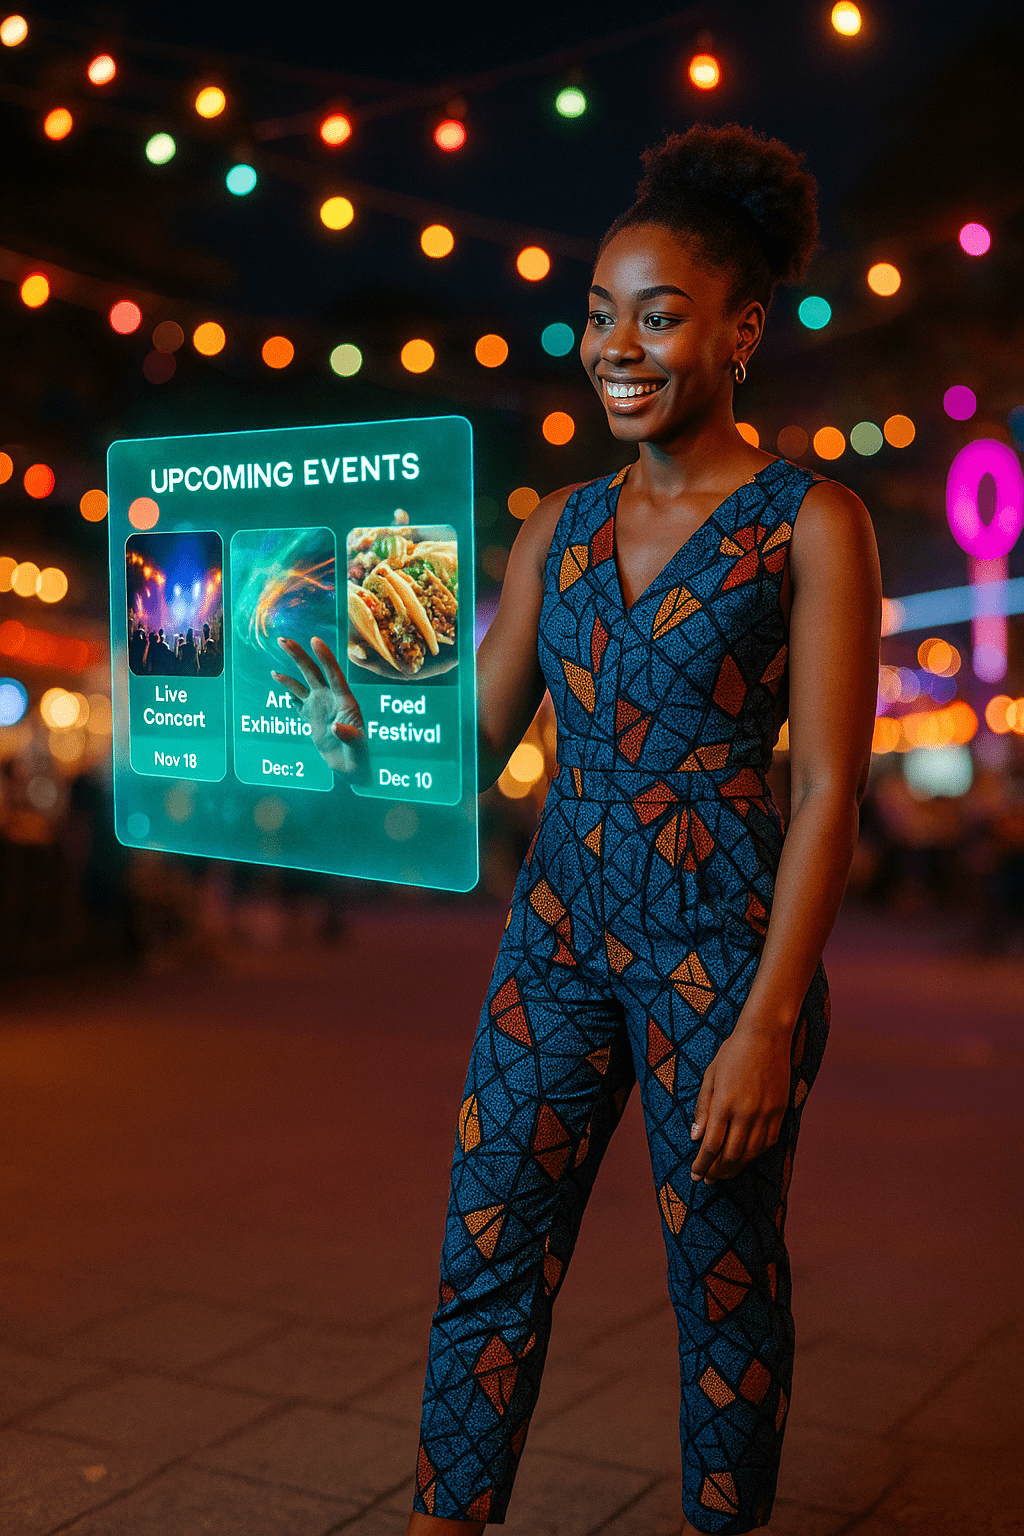 UPCOMING EVENTS
Live
Concert
Nov 18
Art
Exhibitio
Dec: 2
Foed
Festival
Dec 10